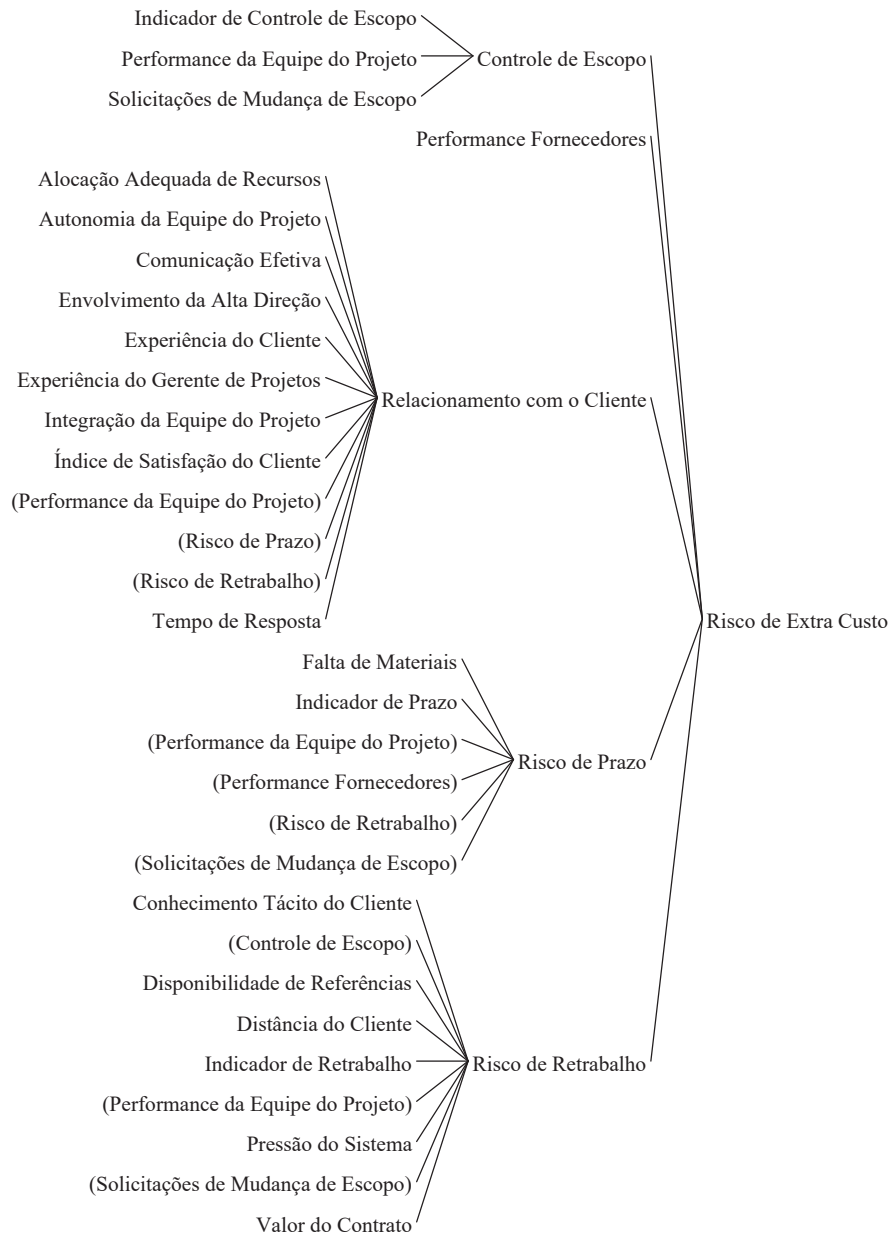 Indicador de Controle de Escopo
Performance da Equipe do Projeto
Controle de Escopo
Solicitações de Mudança de Escopo
Performance Fornecedores
Alocação Adequada de Recursos
Autonomia da Equipe do Projeto
Comunicação Efetiva
Envolvimento da Alta Direção
Experiência do Cliente
Experiência do Gerente de Projetos
Relacionamento com o Cliente
Integração da Equipe do Projeto
Índice de Satisfação do Cliente
(Performance da Equipe do Projeto)
(Risco de Prazo)
(Risco de Retrabalho)
Tempo de Resposta
Risco de Extra Custo
Falta de Materiais
Indicador de Prazo
(Performance da Equipe do Projeto)
Risco de Prazo
(Performance Fornecedores)
(Risco de Retrabalho)
(Solicitações de Mudança de Escopo)
Conhecimento Tácito do Cliente
(Controle de Escopo)
Disponibilidade de Referências
Distância do Cliente
Indicador de Retrabalho
Risco de Retrabalho
(Performance da Equipe do Projeto)
Pressão do Sistema
(Solicitações de Mudança de Escopo)
Valor do Contrato